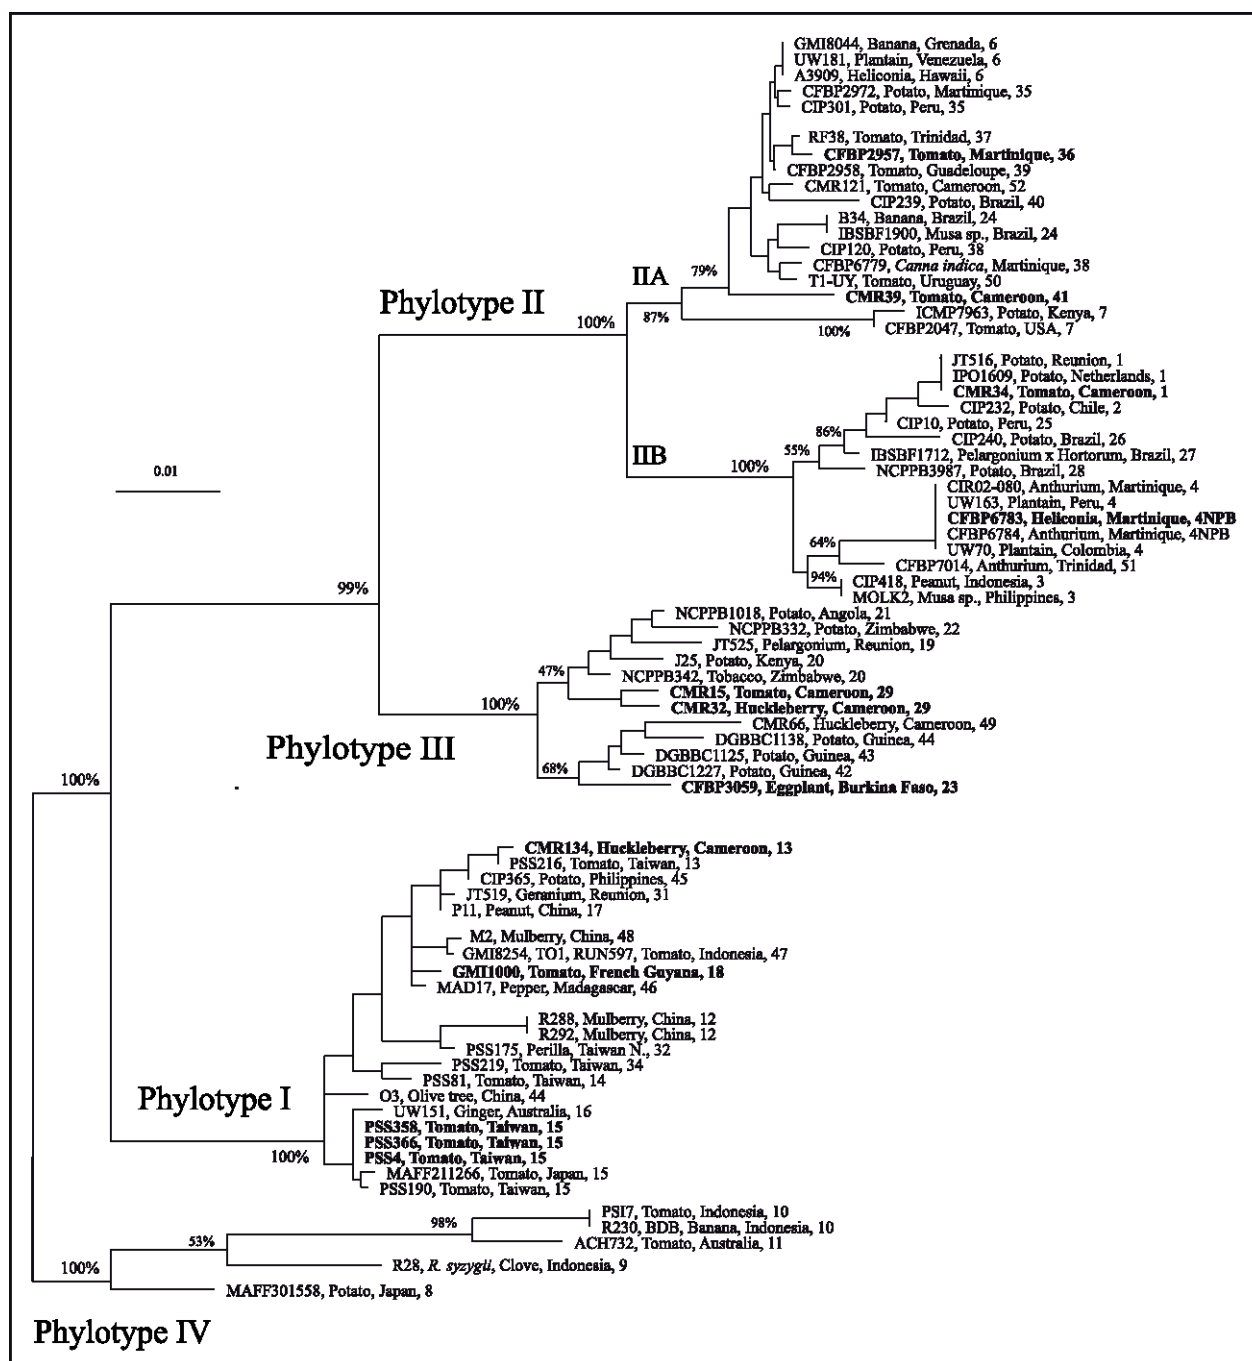 GMI8044, Banana, Grenada, 6
UW181, Plantain, Venezuela, 6
A3909, Heliconia, Hawaii, 6
CFBP2972, Potato, Martinique, 35
CIP301, Potato, Peru, 35
RF38, Tomato, Trinidad, 37
CFBP2957, Tomato, Martinique, 36
CFBP2958, Tomato, Guadeloupe, 39
CMR121, Tomato, Cameroon, 52
CIP239, Potato, Brazil, 40
B34, Banana, Brazil, 24
IBSBF1900, Musa sp., Brazil, 24
CIP120, Potato, Peru, 38
CFBP6779, Canna indica, Martinique, 38
IIA
79%
T1-UY, Tomato, Uruguay, 50
CMR39, Tomato, Cameroon, 41
Phylotype II
ICMP7963, Potato, Kenya, 7
100%
87%
100%
CFBP2047, Tomato, USA, 7
JT516, Potato, Reunion, 1
IPO1609, Potato, Netherlands, 1
CMR34, Tomato, Cameroon, 1
CIP232, Potato, Chile, 2
CIP10, Potato, Peru, 25
86%
CIP240, Potato, Brazil, 26
IIB
55%
IBSBF1712, Pelargonium x Hortorum, Brazil, 27
0.01
100%
NCPPB3987, Potato, Brazil, 28
CIR02-080, Anthurium, Martinique, 4
UW163, Plantain, Peru, 4
CFBP6783, Heliconia, Martinique, 4NPB
CFBP6784, Anthurium, Martinique, 4NPB
64%
UW70, Plantain, Colombia, 4
CFBP7014, Anthurium, Trinidad, 51
94%
CIP418, Peanut, Indonesia, 3
99%
MOLK2, Musa sp., Philippines, 3
NCPPB1018, Potato, Angola, 21
NCPPB332, Potato, Zimbabwe, 22
JT525, Pelargonium, Reunion, 19
J25, Potato, Kenya, 20
47%
NCPPB342, Tobacco, Zimbabwe, 20
CMR15, Tomato, Cameroon, 29
100%
CMR32, Huckleberry, Cameroon, 29
CMR66, Huckleberry, Cameroon, 49
DGBBC1138, Potato, Guinea, 44
Phylotype III
DGBBC1125, Potato, Guinea, 43
68%
DGBBC1227, Potato, Guinea, 42
100%
CFBP3059, Eggplant, Burkina Faso, 23
CMR134, Huckleberry, Cameroon, 13
PSS216, Tomato, Taiwan, 13
CIP365, Potato, Philippines, 45
JT519, Geranium, Reunion, 31
P11, Peanut, China, 17
M2, Mulberry, China, 48
GMI8254, TO1, RUN597, Tomato, Indonesia, 47
GMI1000, Tomato, French Guyana, 18
MAD17, Pepper, Madagascar, 46
R288, Mulberry, China, 12
R292, Mulberry, China, 12
PSS175, Perilla, Taiwan N., 32
PSS219, Tomato, Taiwan, 34
PSS81, Tomato, Taiwan, 14
Phylotype I
O3, Olive tree, China, 44
UW151, Ginger, Australia, 16
PSS358, Tomato, Taiwan, 15
PSS366, Tomato, Taiwan, 15
100%
PSS4, Tomato, Taiwan, 15
MAFF211266, Tomato, Japan, 15
PSS190, Tomato, Taiwan, 15
PSI7, Tomato, Indonesia, 10
98%
R230, BDB, Banana, Indonesia, 10
53%
ACH732, Tomato, Australia, 11
100%
R28, R. syzygii, Clove, Indonesia, 9
MAFF301558, Potato, Japan, 8
Phylotype IV